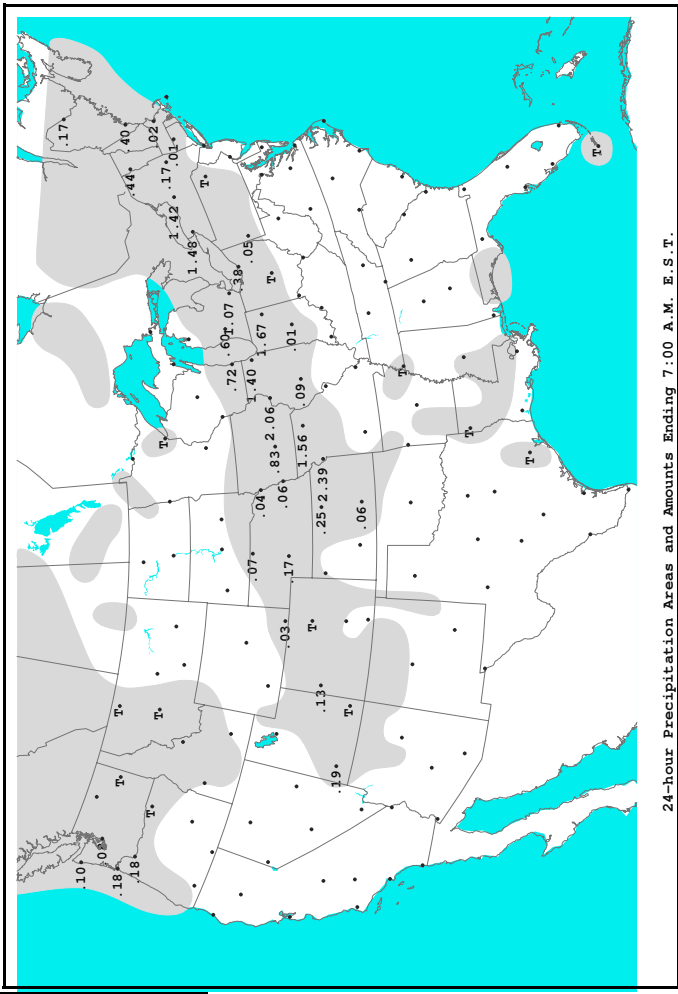 .17
.10
T
.18
T
.40
.44
.18
T
.02
T
T
.17
.01
1.42
1.48
T
.60
1.07
.72
.38
.05
.07
1.40
.04
1.67
2.06
T
.83
.06
.03
.17
.01
.09
1.56
T
.13
.25
2.39
.19
T
.06
T
T
T
T
24-hour Precipitation Areas and Amounts Ending 7:00 A.M. E.S.T.